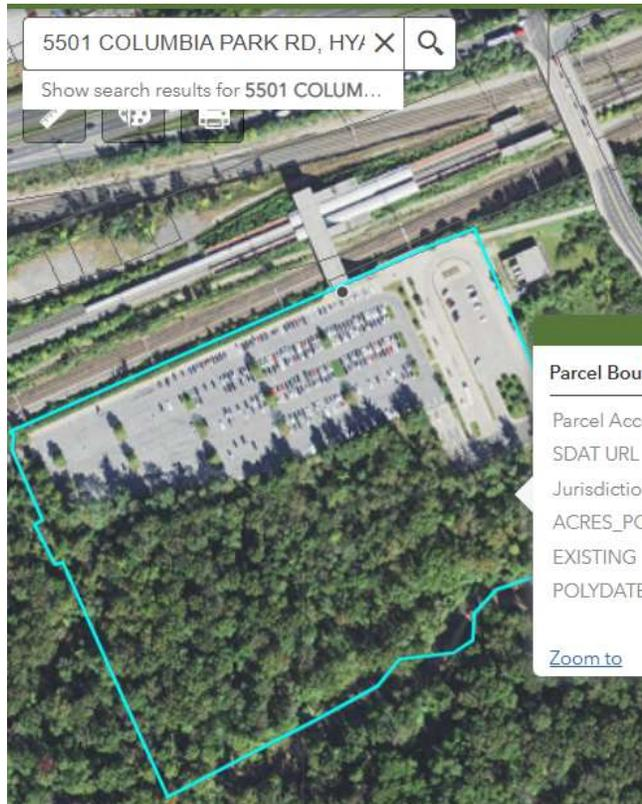 5501 COLUMBIA PARK RD, HYA
Show search results for 5501 COLUM...
Parcel Bou
Parcel Acc
SDAT URL
Jurisdictio
ACRES_PO
EXISTING
POLYDATE
Zoom to